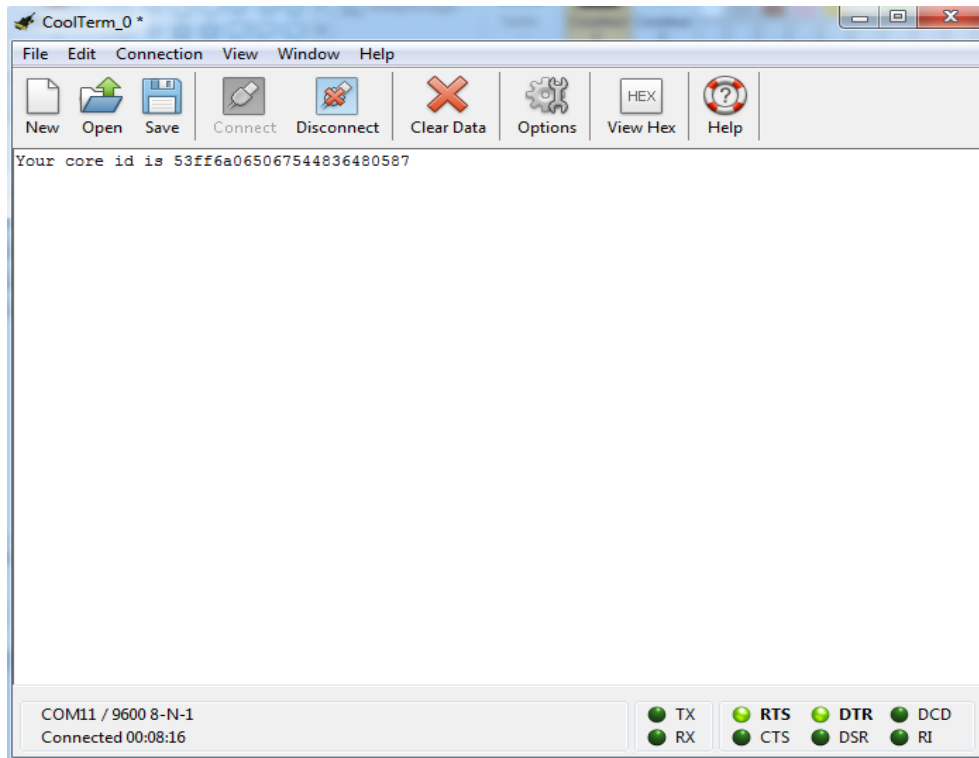 CoolTerm_0 *
File Edit Connection View Window Help
New Open Save Connect Disconnect Clear Data Options HEX View Hex Help
Your core id is 53ff6a065067544836480587
COM11 / 9600 8-N-1
Connected 00:08:16
TX RTS DTR DCD
RX CTS DSR RI